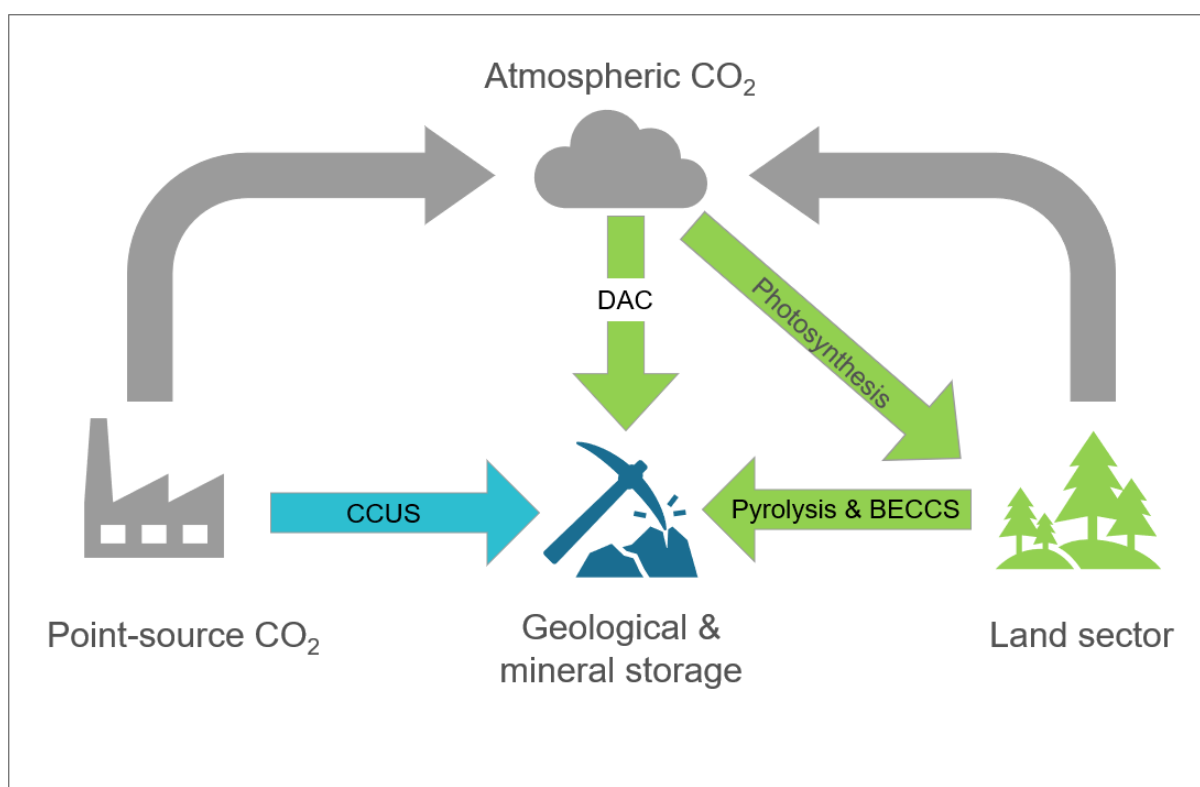 Atmospheric CO₂
DAC
Photosynthesis
CCUS
Pyrolysis & BECCS
Point-source CO₂
Geological &
mineral storage
Land sector